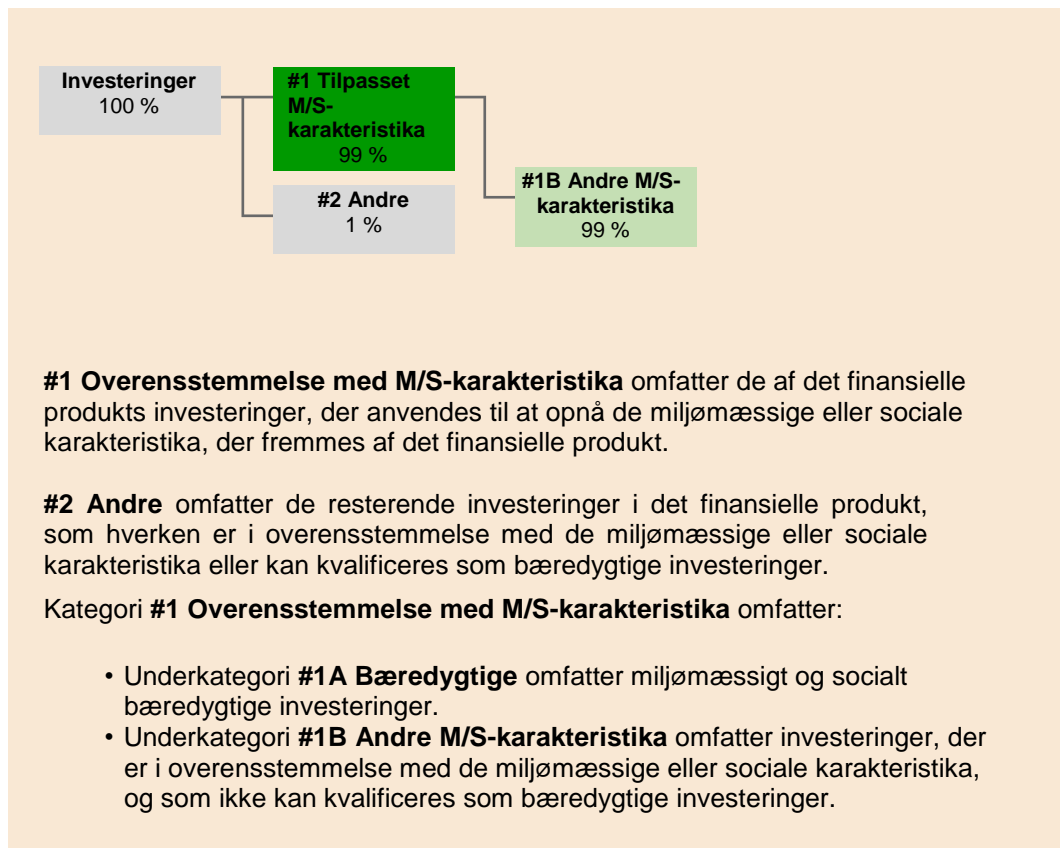 Investeringer
100 %
#1 Tilpasset
M/S-
karakteristika
99 %
#2 Andre
1 %
#1B Andre M/S-
karakteristika
99 %
#1 Overensstemmelse med M/S-karakteristika omfatter de af det finansielle
produkts investeringer, der anvendes til at opnå de miljømæssige eller sociale
karakteristika, der fremmes af det finansielle produkt.
#2 Andre omfatter de resterende investeringer i det finansielle produkt,
som hverken er i overensstemmelse med de miljømæssige eller sociale
karakteristika eller kan kvalificeres som bæredygtige investeringer.
Kategori #1 Overensstemmelse med M/S-karakteristika omfatter:
• Underkategori #1A Bæredygtige omfatter miljømæssigt og socialt
bæredygtige investeringer.
• Underkategori #1B Andre M/S-karakteristika omfatter investeringer, der
er i overensstemmelse med de miljømæssige eller sociale karakteristika,
og som ikke kan kvalificeres som bæredygtige investeringer.